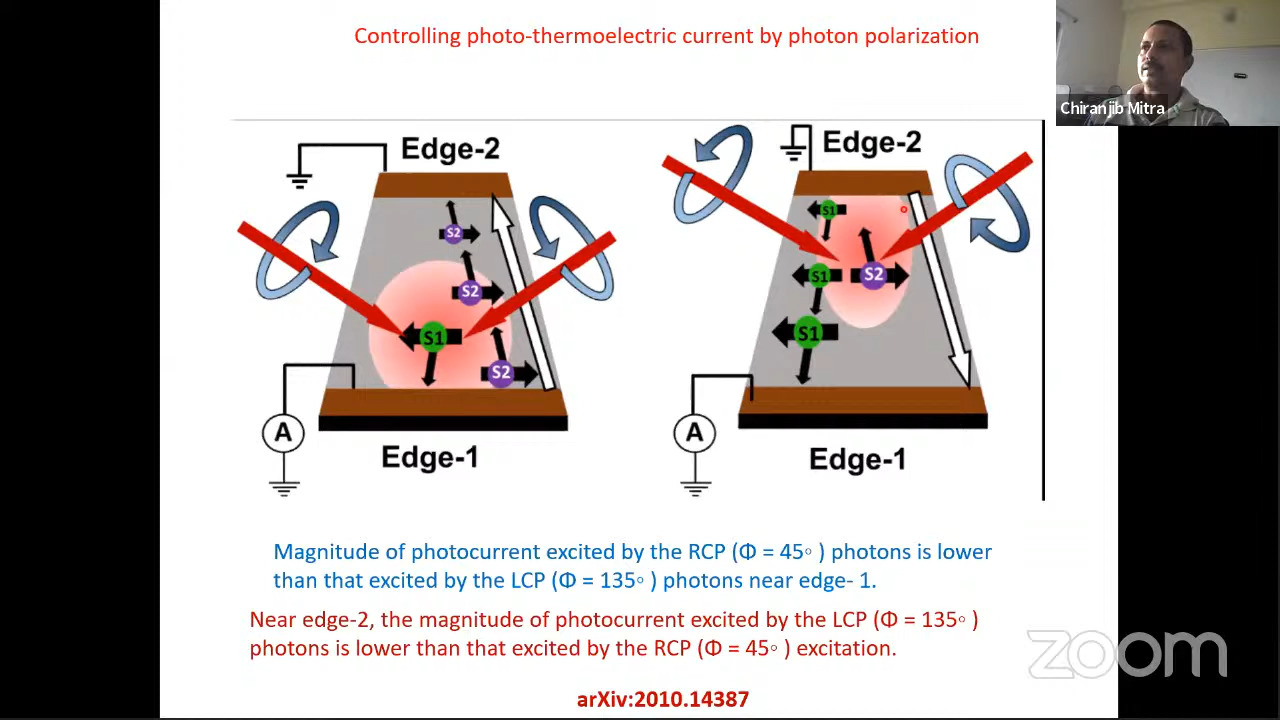 Controlling photo-thermoelectric current by photon polarization
Chiranjib Mitra
Edge-2
S2
S2
S1
S2
A
Edge-1
Edge-2
S1
S1
S2
S1
A
Edge-1
Magnitude of photocurrent excited by the RCP (Φ = 45◦ ) photons is lower
than that excited by the LCP (Φ = 135◦ ) photons near edge- 1.
Near edge-2, the magnitude of photocurrent excited by the LCP (Φ = 135◦ )
photons is lower than that excited by the RCP (Φ = 45◦ ) excitation.
zoom
arXiv:2010.14387